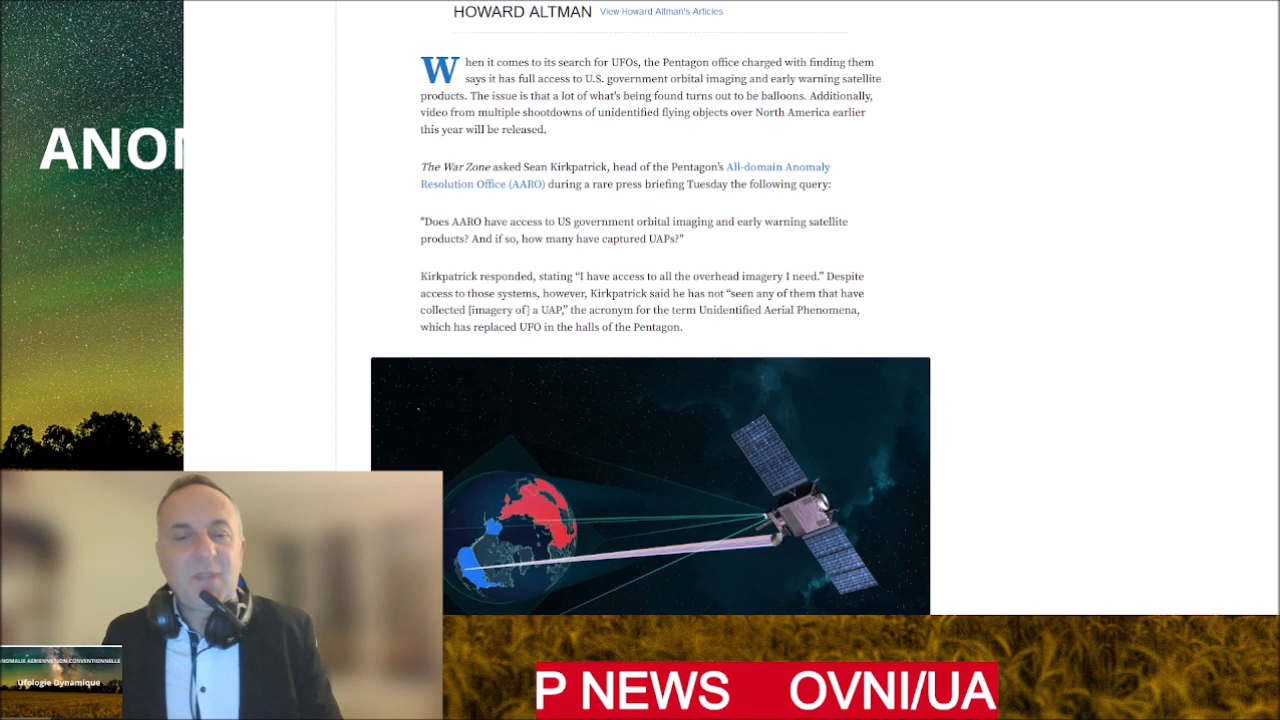 HOWARD ALTMAN View Howard Altman's Articles
When it comes to its search for UFOs, the Pentagon office charged with finding them
says it has full access to U.S. government orbital imaging and early warning satellite
products. The issue is that a lot of what's being found turns out to be balloons. Additionally,
video from multiple shootdowns of unidentified flying objects over North America earlier
this year will be released.
The War Zone asked Sean Kirkpatrick, head of the Pentagon's All-domain Anomaly
Resolution Office (AARO) during a rare press briefing Tuesday the following query:
"Does AARO have access to US government orbital imaging and early warning satellite
products? And if so, how many have captured UAPs?"
Kirkpatrick responded, stating “I have access to all the overhead imagery I need.” Despite
access to those systems, however, Kirkpatrick said he has not “seen any of them that have
collected [imagery of] a UAP,” the acronym for the term Unidentified Aerial Phenomena,
which has replaced UFO in the halls of the Pentagon.
ANOM
NOMALIE AERIENNE NON CONVENTIONNELLE
Ufologie Dynamique
P NEWS OVNI/UA